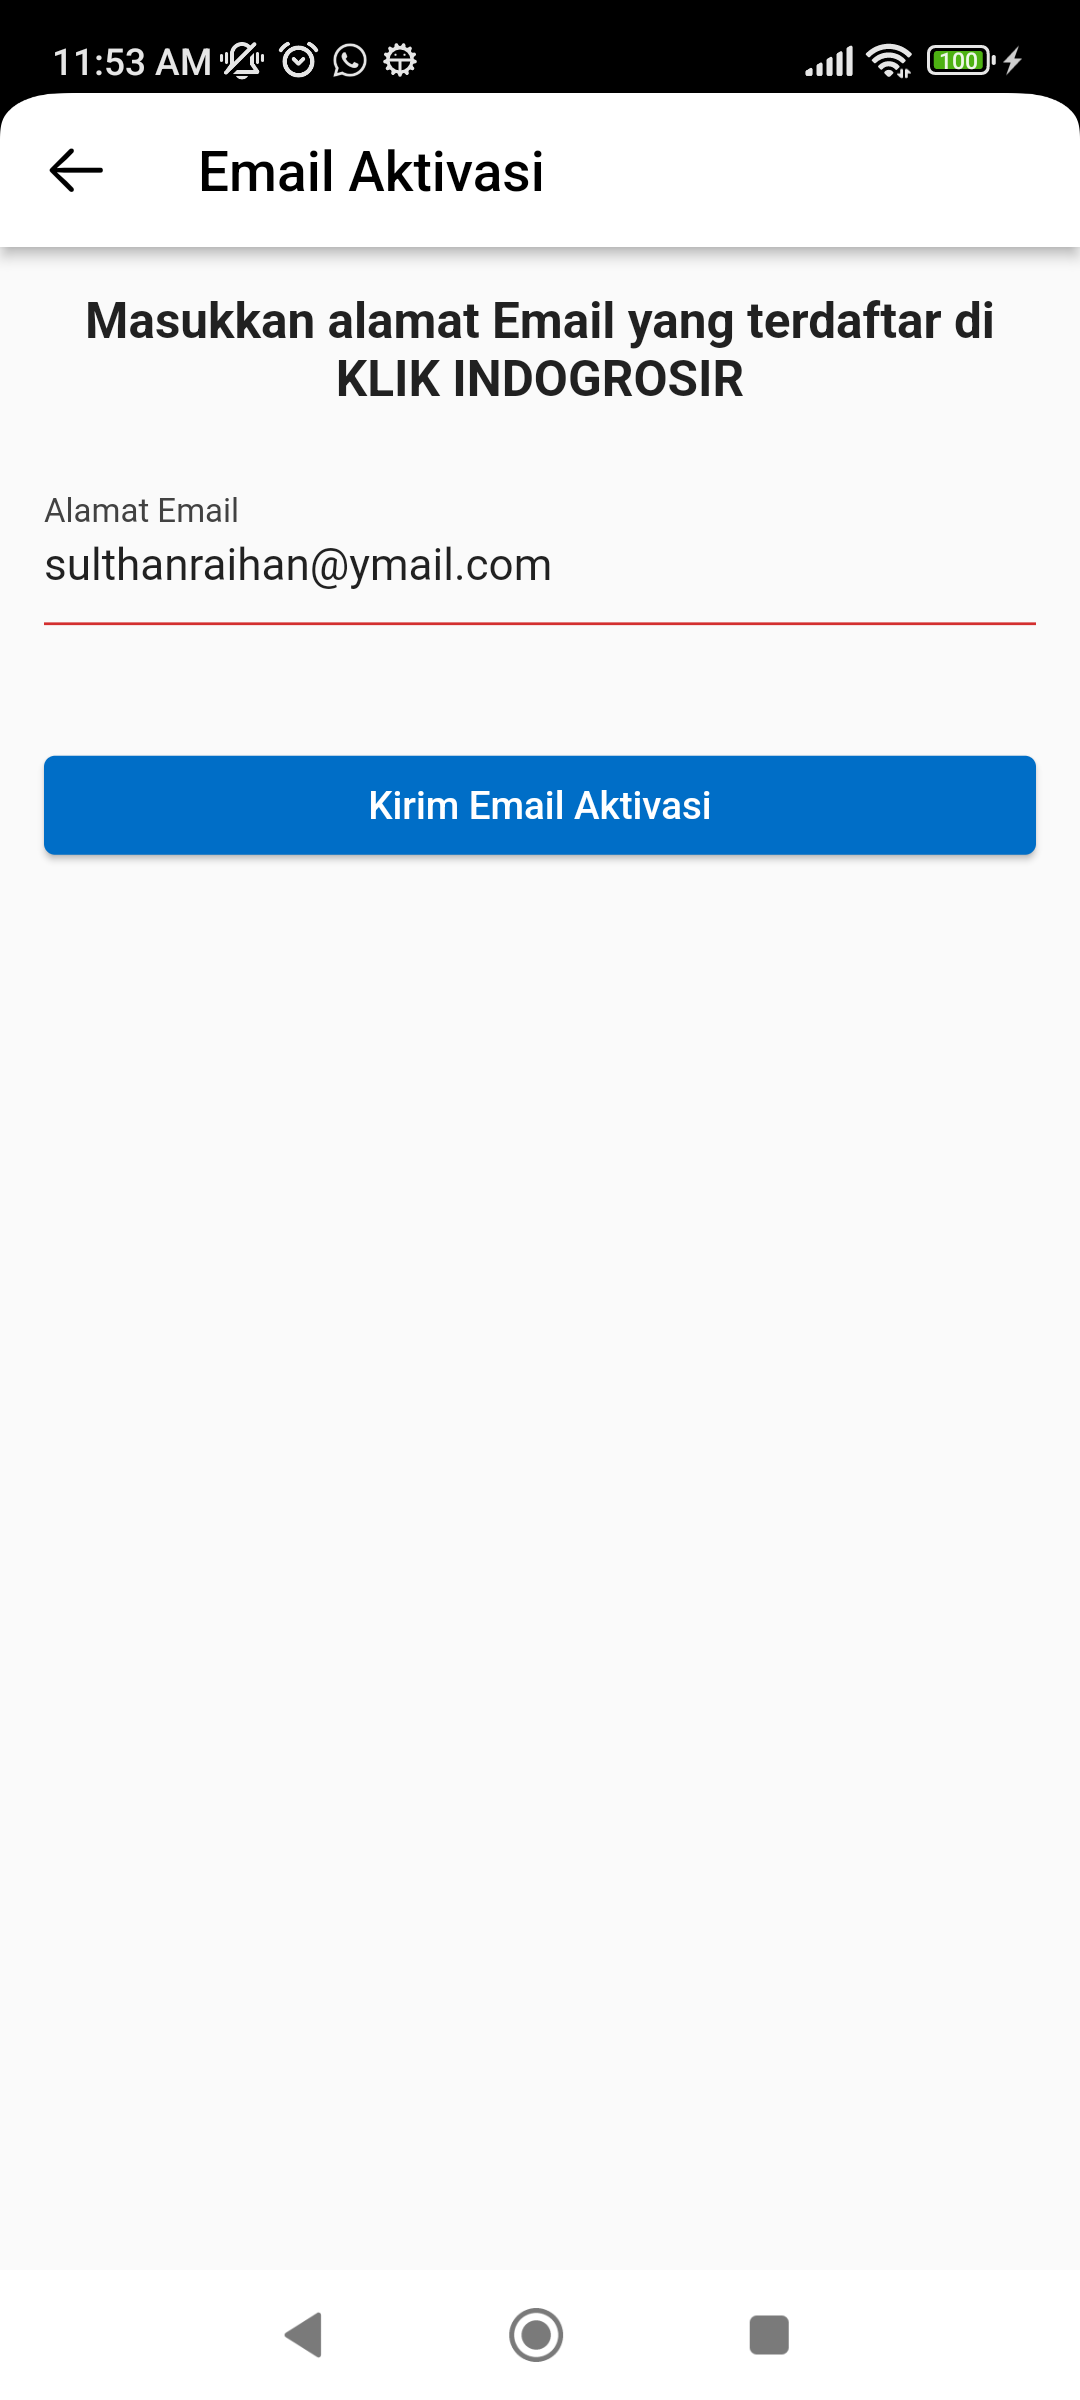 11:53 AM
100
Email Aktivasi
Masukkan alamat Email yang terdaftar di
KLIK INDOGROSIR
Alamat Email
sulthanraihan@ymail.com
Kirim Email Aktivasi